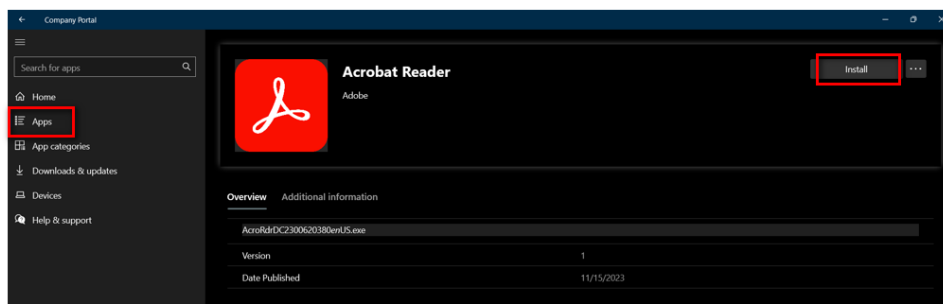 Company Portal
Search for apps
Home
Apps
App categories
Downloads & updates
Devices
Help & support
Acrobat Reader
Adobe
Install
Overview Additional information
AcroRdrDC2300620380enUS.exe
Version 1
Date Published 11/15/2023